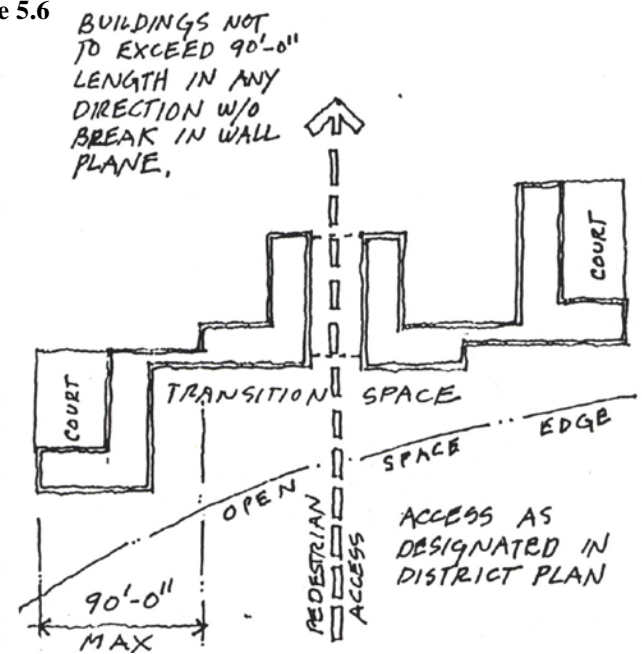 e 5.6
BUILDINGS NOT
TO EXCEED 90'-0"
LENGTH IN ANY
DIRECTION W/O
BREAK IN WALL
PLANE.
COURT
COURT
TRANSITION SPACE
OPEN SPACE EDGE
PEDESTRIAN
ACCESS
ACCESS AS
DESIGNATED IN
DISTRICT PLAN
90'-0"
MAX